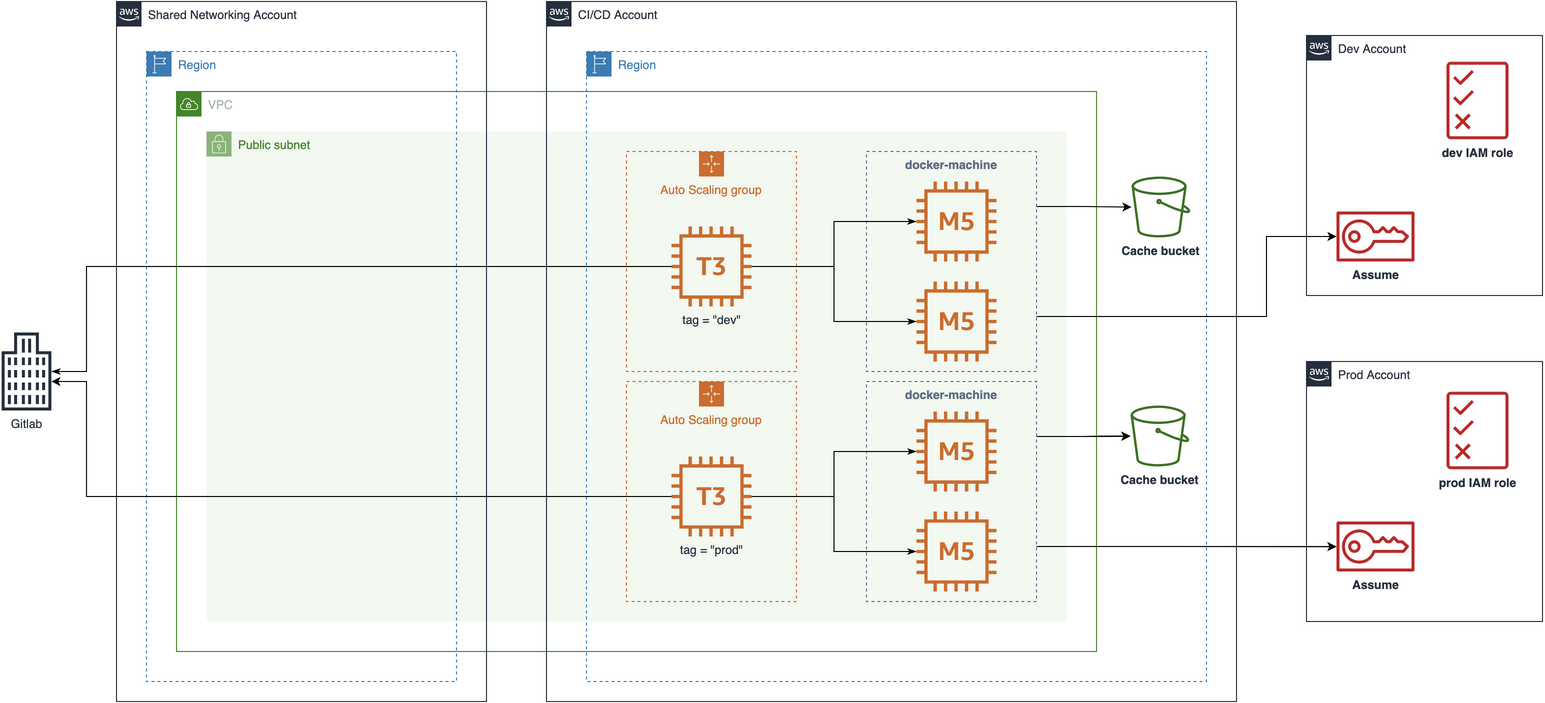 aws
Shared Networking Account
Region
VPC
Public subnet
aws
CI/CD Account
Region
Auto Scaling group
T3
tag = "dev"
docker-machine
M5
M5
Cache bucket
Auto Scaling group
T3
tag = "prod"
docker-machine
M5
M5
Cache bucket
Gitlab
aws
Dev Account
dev IAM role
Assume
aws
Prod Account
prod IAM role
Assume